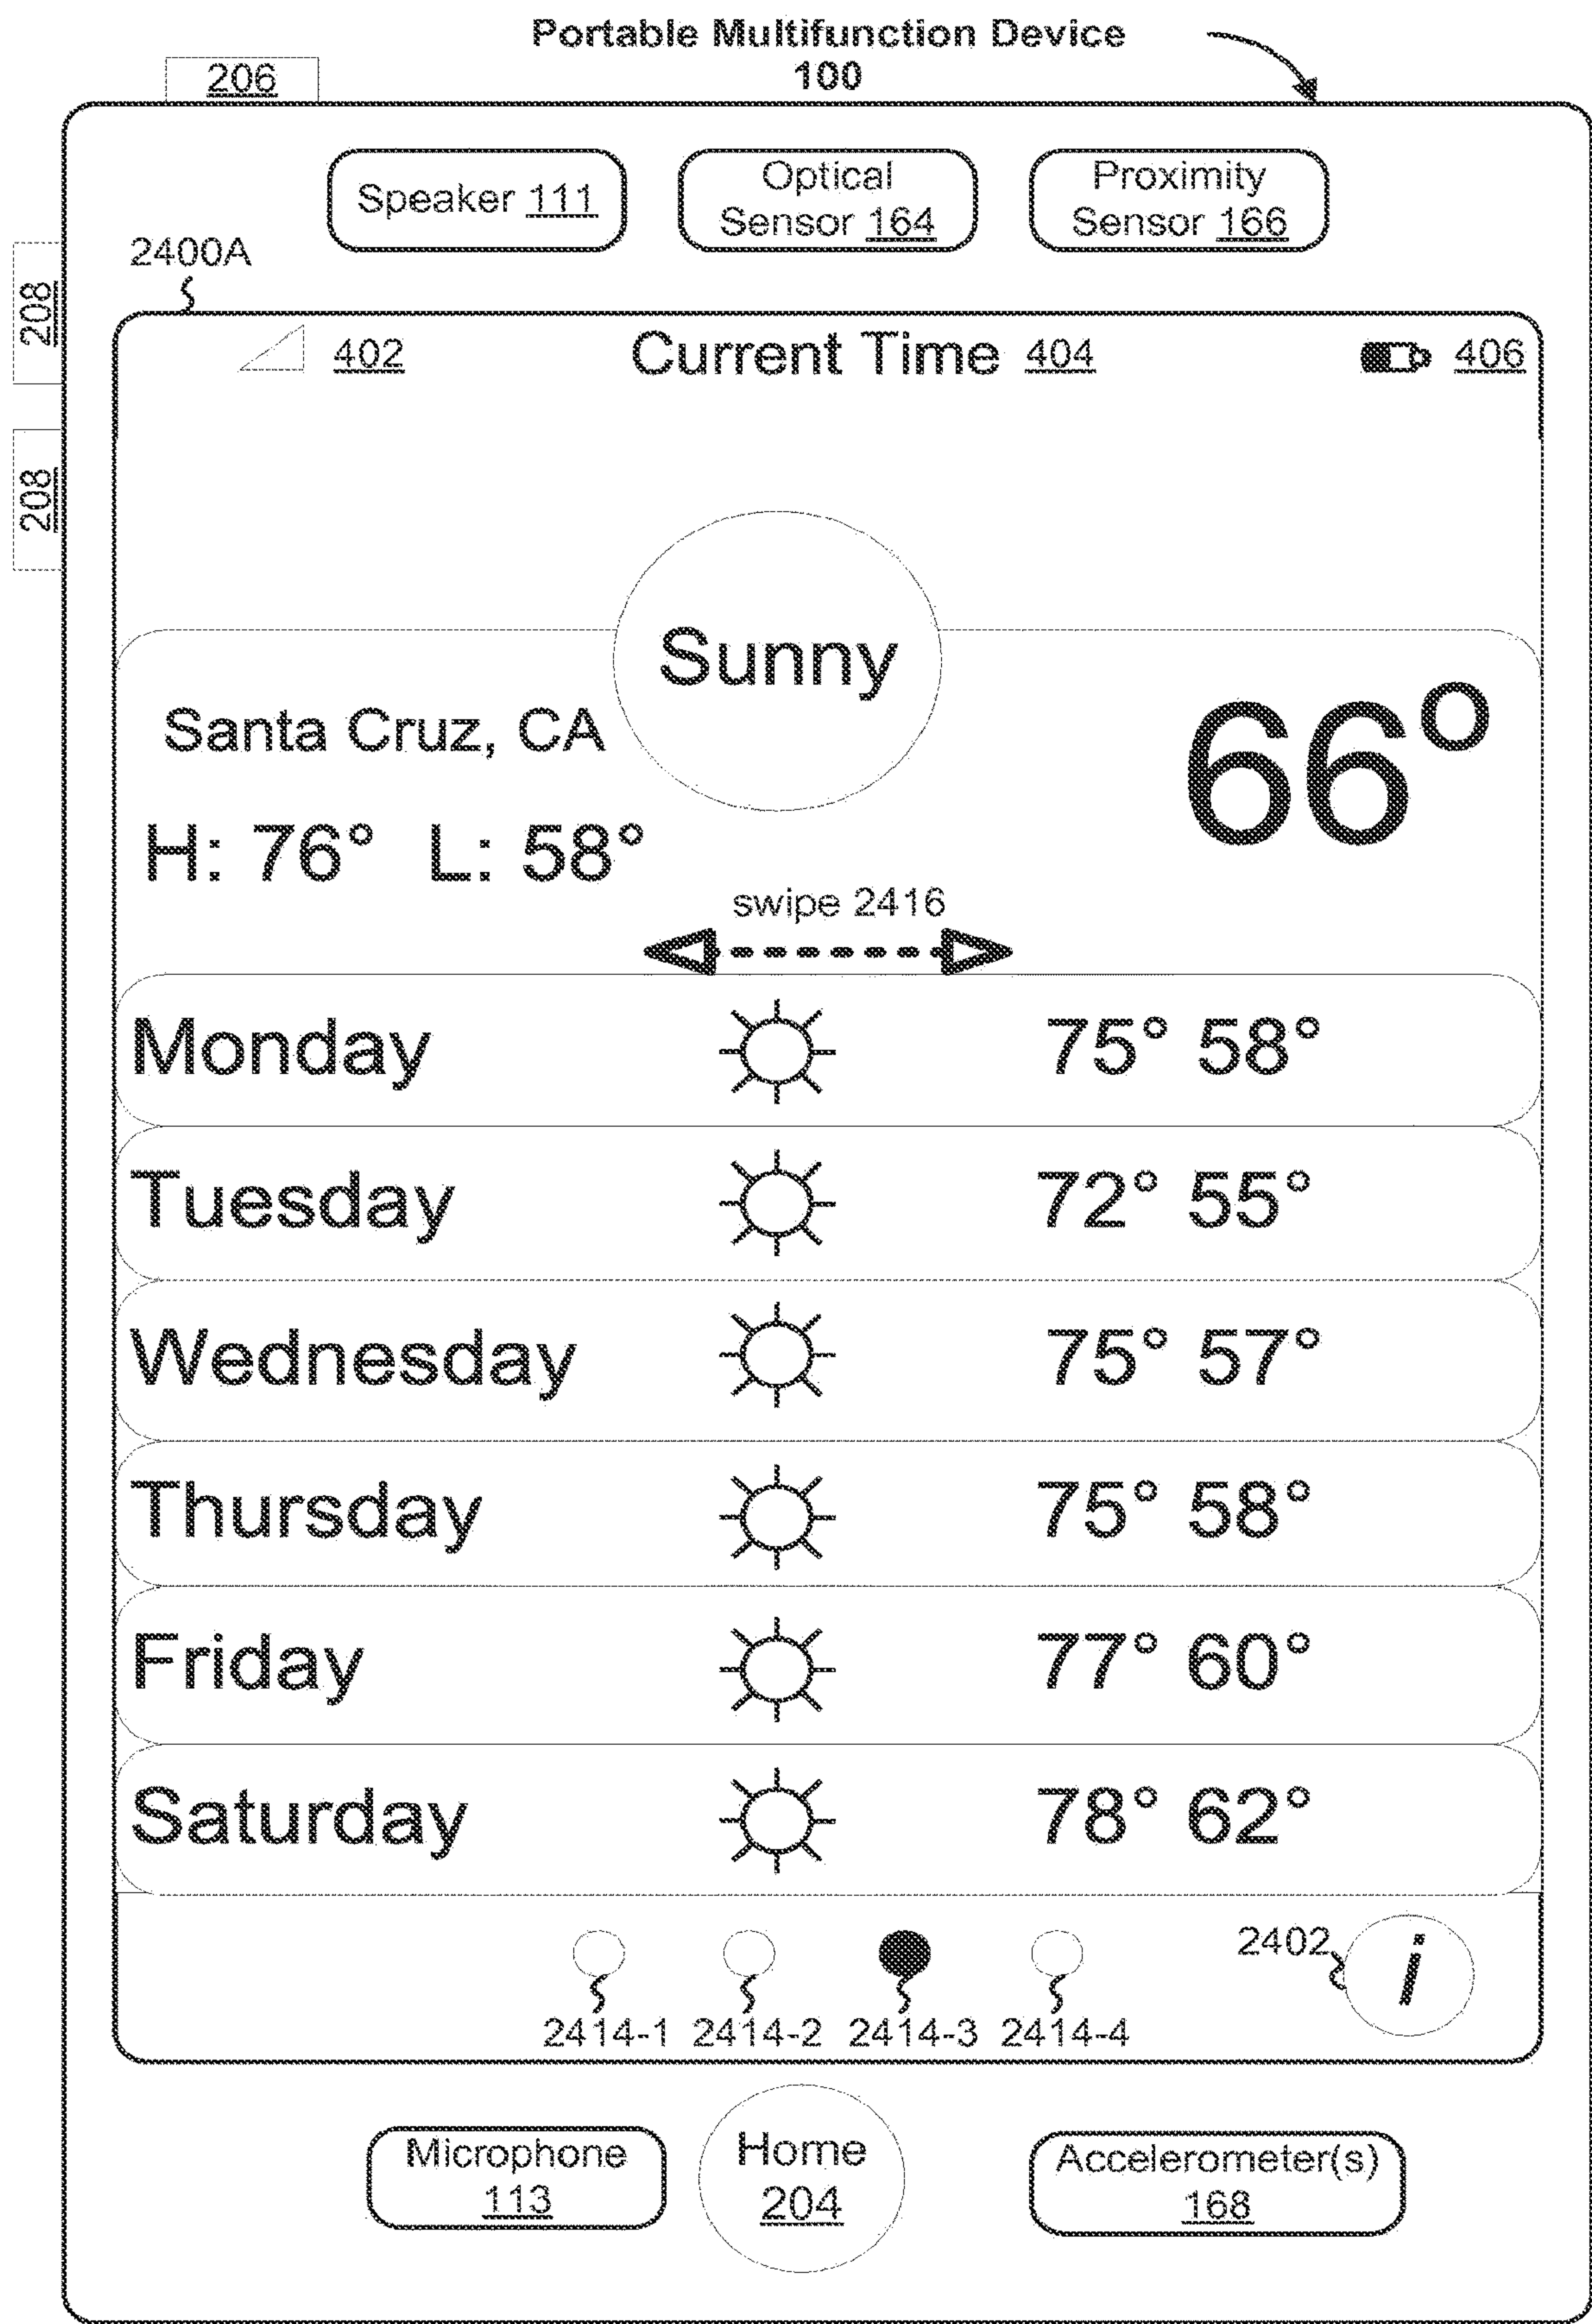 Portable Multifunction Device
100
206
Speaker 111
Optical
Sensor 164
Proximity
Sensor 166
2400A
208
208
402
Current Time 404
406
Sunny
Santa Cruz, CA
66°
H: 76° L: 58°
swipe 2416
Monday 75° 58°
Tuesday 72° 55°
Wednesday 75° 57°
Thursday 75° 58°
Friday 77° 60°
Saturday 78° 62°
2402
i
2414-1 2414-2 2414-3 2414-4
Microphone
113
Home
204
Accelerometer(s)
168